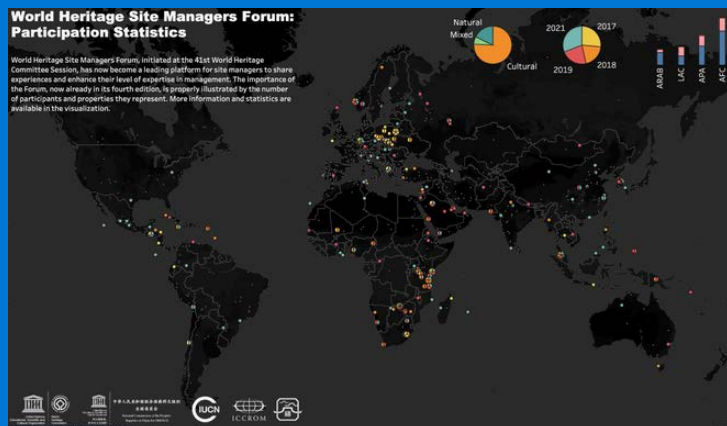 World Heritage Site Managers Forum:
Participation Statistics
World Heritage Site Managers Forum, initiated at the 41st World Heritage
Committee Session, has now become a leading platform for site managers to share
experiences and enhance their level of expertise in management. The importance of
the Forum, now already in its fourth edition, is properly illustrated by the number
of participants and properties they represent. More information and statistics are
available in the visualization.
Natural
Mixed
Cultural
2021
2017
2019
2018
ARAB
LAC
APA
AFC
IUCN
ICCROM